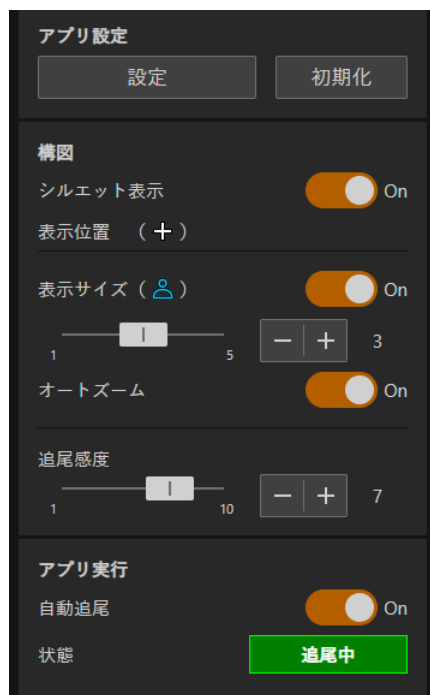 アプリ設定
設定 初期化
構図
シルエット表示 On
表示位置 (+)
表示サイズ ( ) On
1 5 − + 3
オートズーム On
追尾感度
1 10 − + 7
アプリ実行
自動追尾 On
状態 追尾中